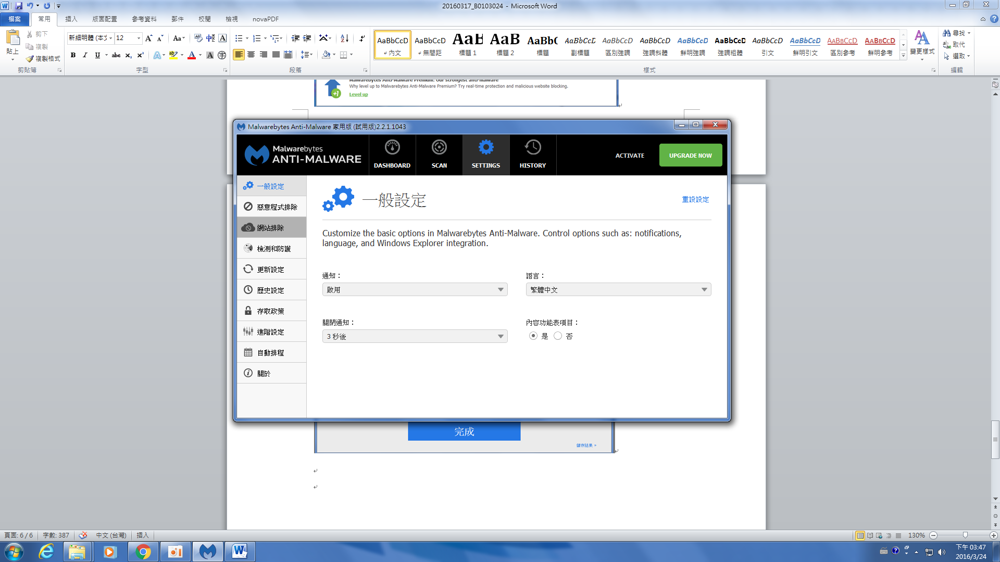 20160317_B0103024 - Microsoft Word
檔案 常用 插入 版面配置 參考資料 郵件 校閱 檢視 novaPDF
貼上 剪下 複製 複製格式 剪貼簿
新細明體 (本文 12
字型
段落
AaBbCcD AaBbCcD AaB AaB AaBbC AaBbCcD AaBbCcD AaBbCcD AaBbCcD AaBbCcD AaBbCcD AaBbCcD AaBbCcD AaBbCcD
內文 無間距 標題 1 標題 2 標題 副標題 區別強調 強調斜體 鮮明強調 強調粗體 引文 鮮明引文 區別參考 鮮明參考
樣式
變更樣式
尋找 取代 選取 編輯
Malwarebytes Anti-Malware Premium: Our strongest anti-malware
Why level up to Malwarebytes Anti-Malware Premium? Try real-time protection and malicious website blocking.
Level up
Malwarebytes Anti-Malware 家用版 (試用版)2.2.1.1043
Malwarebytes
ANTI-MALWARE
DASHBOARD SCAN SETTINGS HISTORY ACTIVATE UPGRADE NOW
一般設定
惡意程式排除
網站排除
檢測和防護
更新設定
歷史設定
存取政策
進階設定
自動排程
關於
一般設定
重設設定
Customize the basic options in Malwarebytes Anti-Malware. Control options such as: notifications,
language, and Windows Explorer integration.
通知：
啟用
語言：
繁體中文
關閉通知：
3 秒後
內容功能表項目：
是 否
完成
儲存結果 »
頁面: 6 / 6 字數: 387 中文 (台灣) 插入 130%
下午 03:47
2016/3/24